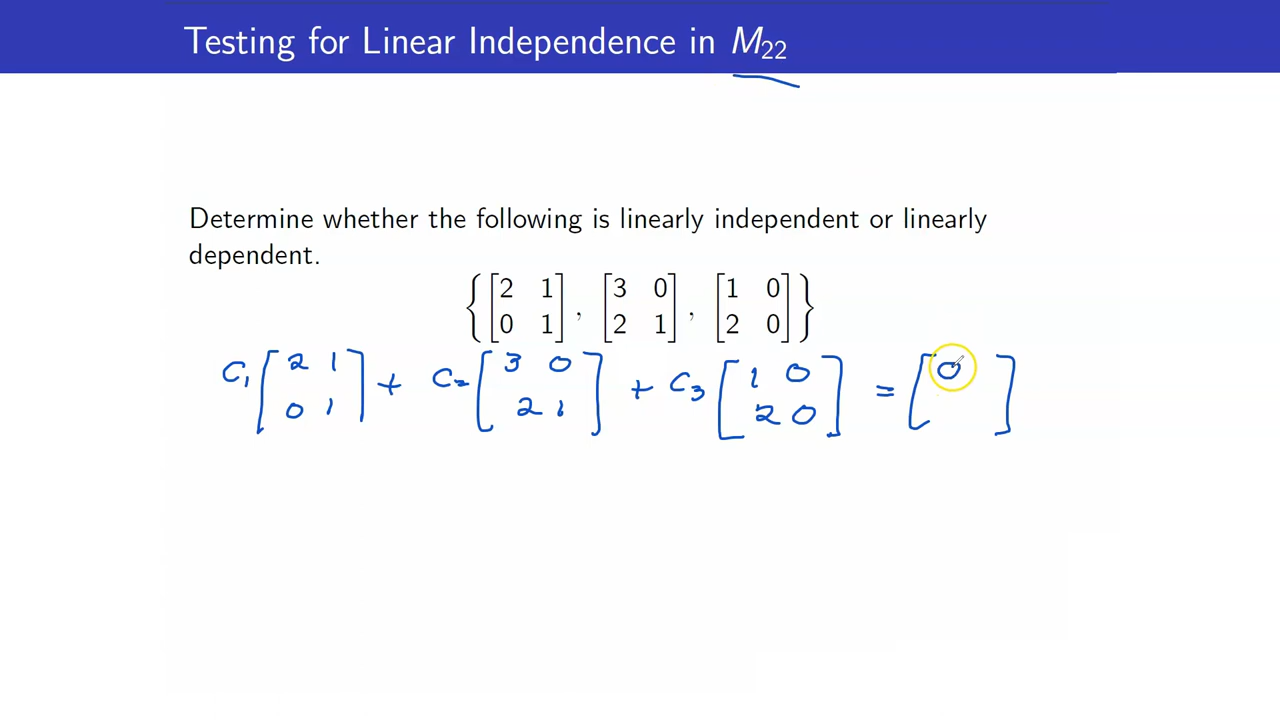 Testing for Linear Independence in M22
Determine whether the following is linearly independent or linearly
dependent.
{[2 1
0 1], [3 0
2 1], [1 0
2 0]}
C1 [2 1
0 1] + C2 [3 0
2 1] + C3 [1 0
2 0] = [0 ]